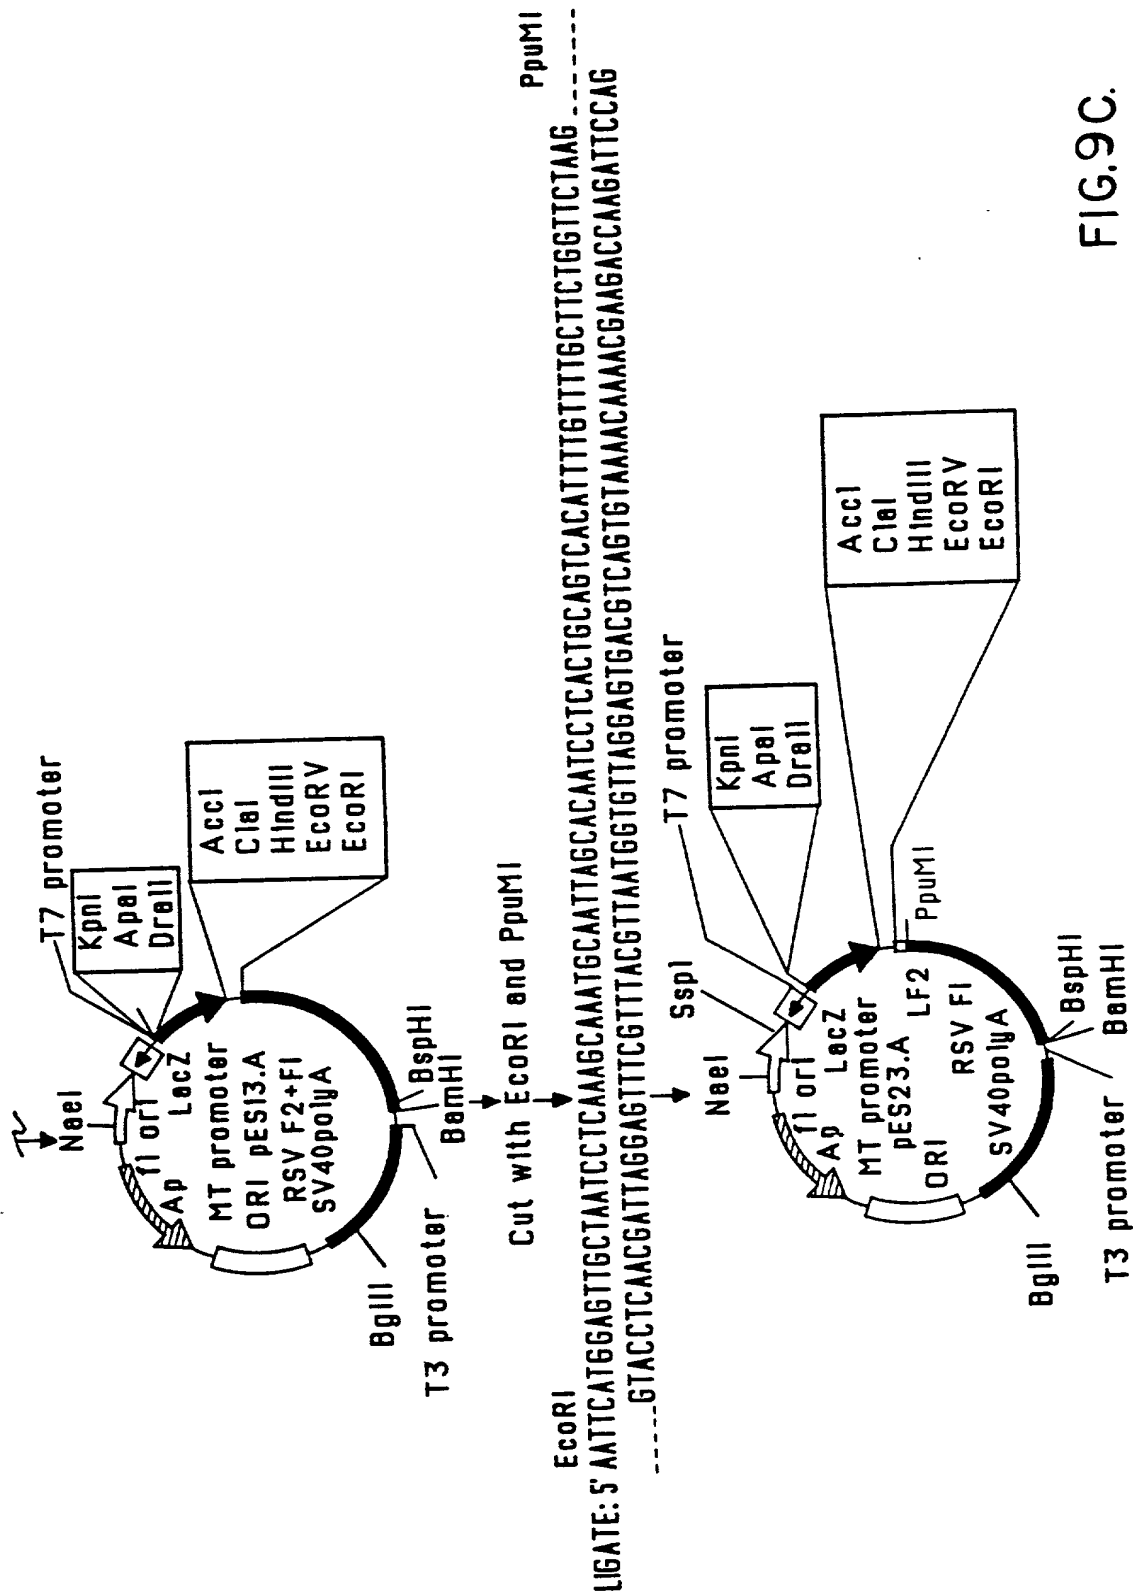 NaeI
T7 promoter
KpnI
ApaI
DraII
f1 ori
LacZ
Ap
AccI
ClaI
HindIII
EcoRV
EcoRI
MT promoter
ORI pES13.A
RSV F2+F1
SV40polyA
BspHI
BamHI
BglII
T3 promoter
Cut with EcoRI and PpuMI
EcoRI PpuMI
LIGATE: 5' AATTCATGGAGTTGCTAATCCTCAAAGCAAATGCAATTAGCACAATCCTCACTGCAGTCACATTTTGTTTTGCTTCTGGTTCTAAG------
-----GTACCTCAACGATTAGGAGTTTCGTTTACGTTAATGGTGTTAGGAGTGACGTCAGTGTAAAACAAAACGAAGACCAAGATTCCAG
NaeI
SspI
T7 promoter
KpnI
ApaI
DraII
f1 ori
Ap LacZ
MT promoter
pES23.A
ORI LF2
PpuMI
AccI
ClaI
HindIII
EcoRV
EcoRI
RSV F1
SV40polyA
BspHI
BamHI
BglII
T3 promoter
FIG.9C.